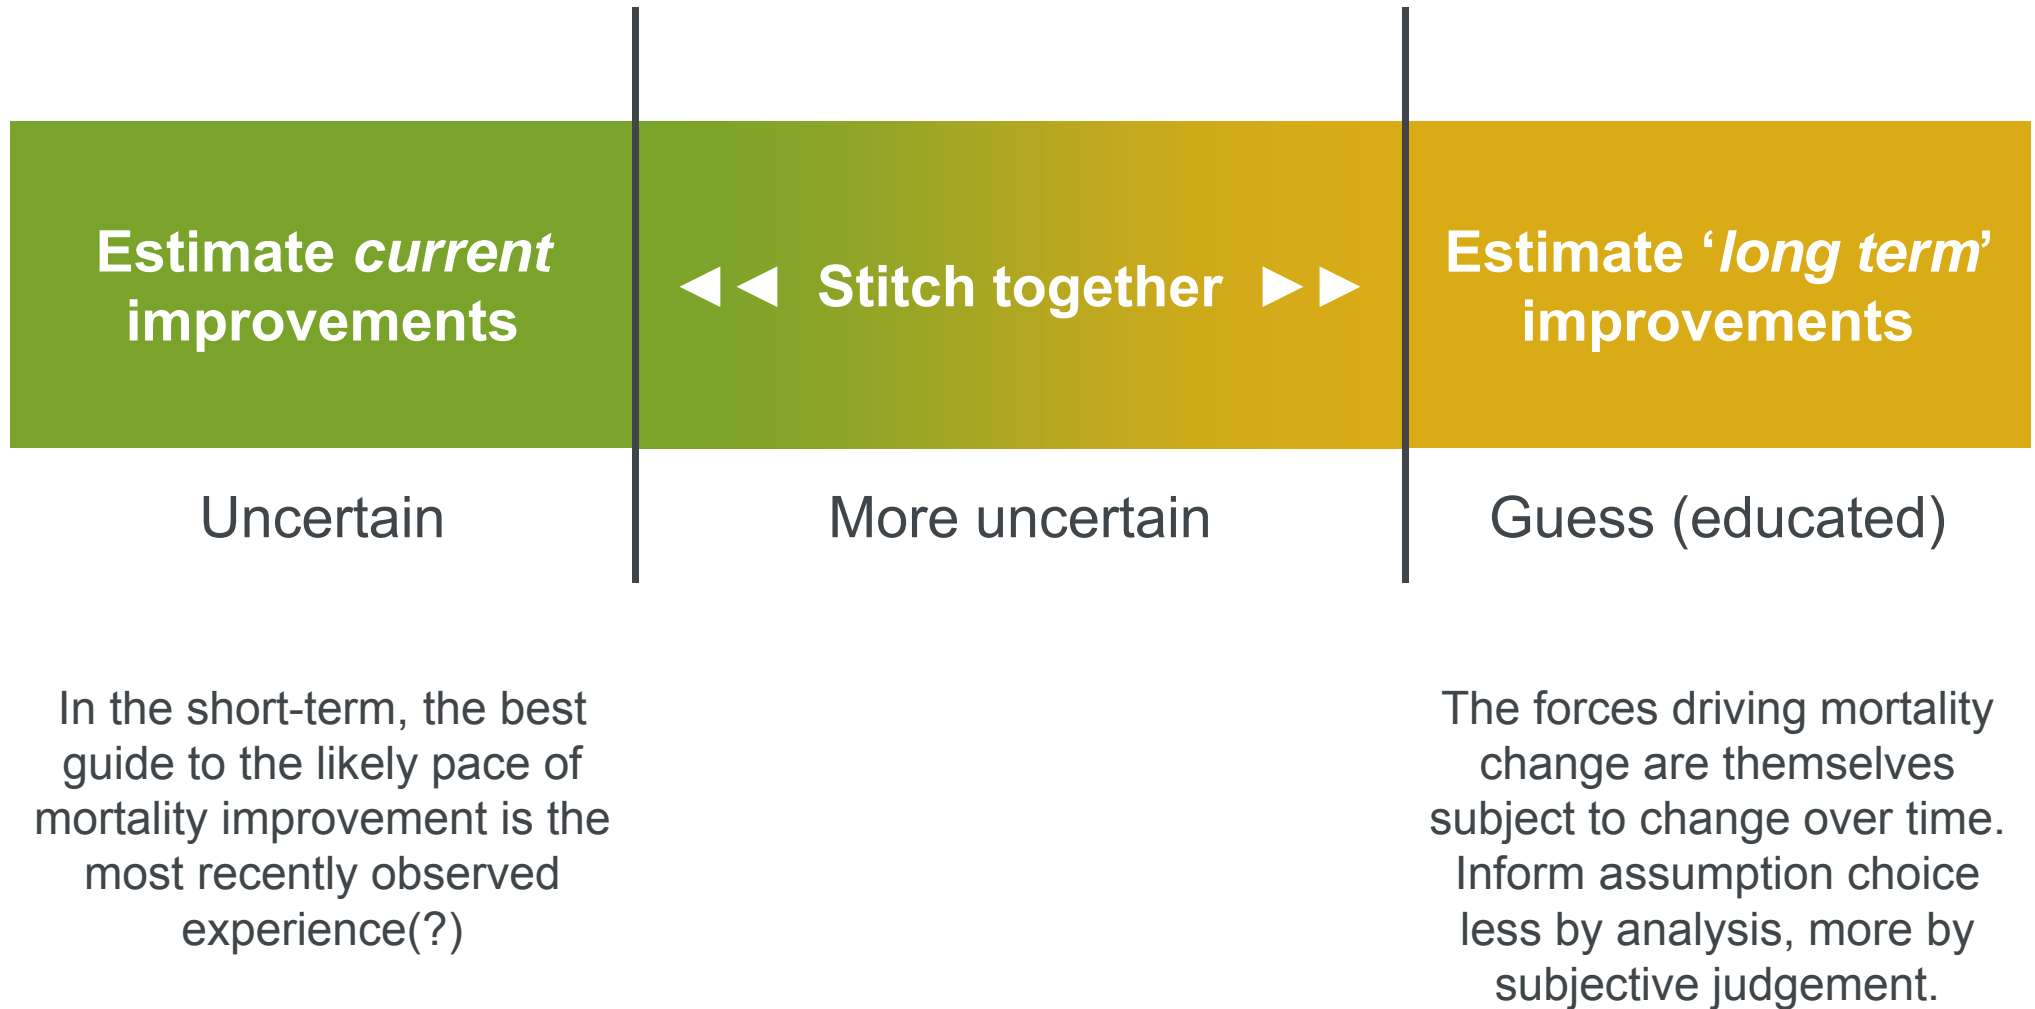 Estimate current
improvements
◄◄ Stitch together ►►
Estimate ‘long term’
improvements
Uncertain
More uncertain
Guess (educated)
In the short-term, the best
guide to the likely pace of
mortality improvement is the
most recently observed
experience(?)
The forces driving mortality
change are themselves
subject to change over time.
Inform assumption choice
less by analysis, more by
subjective judgement.